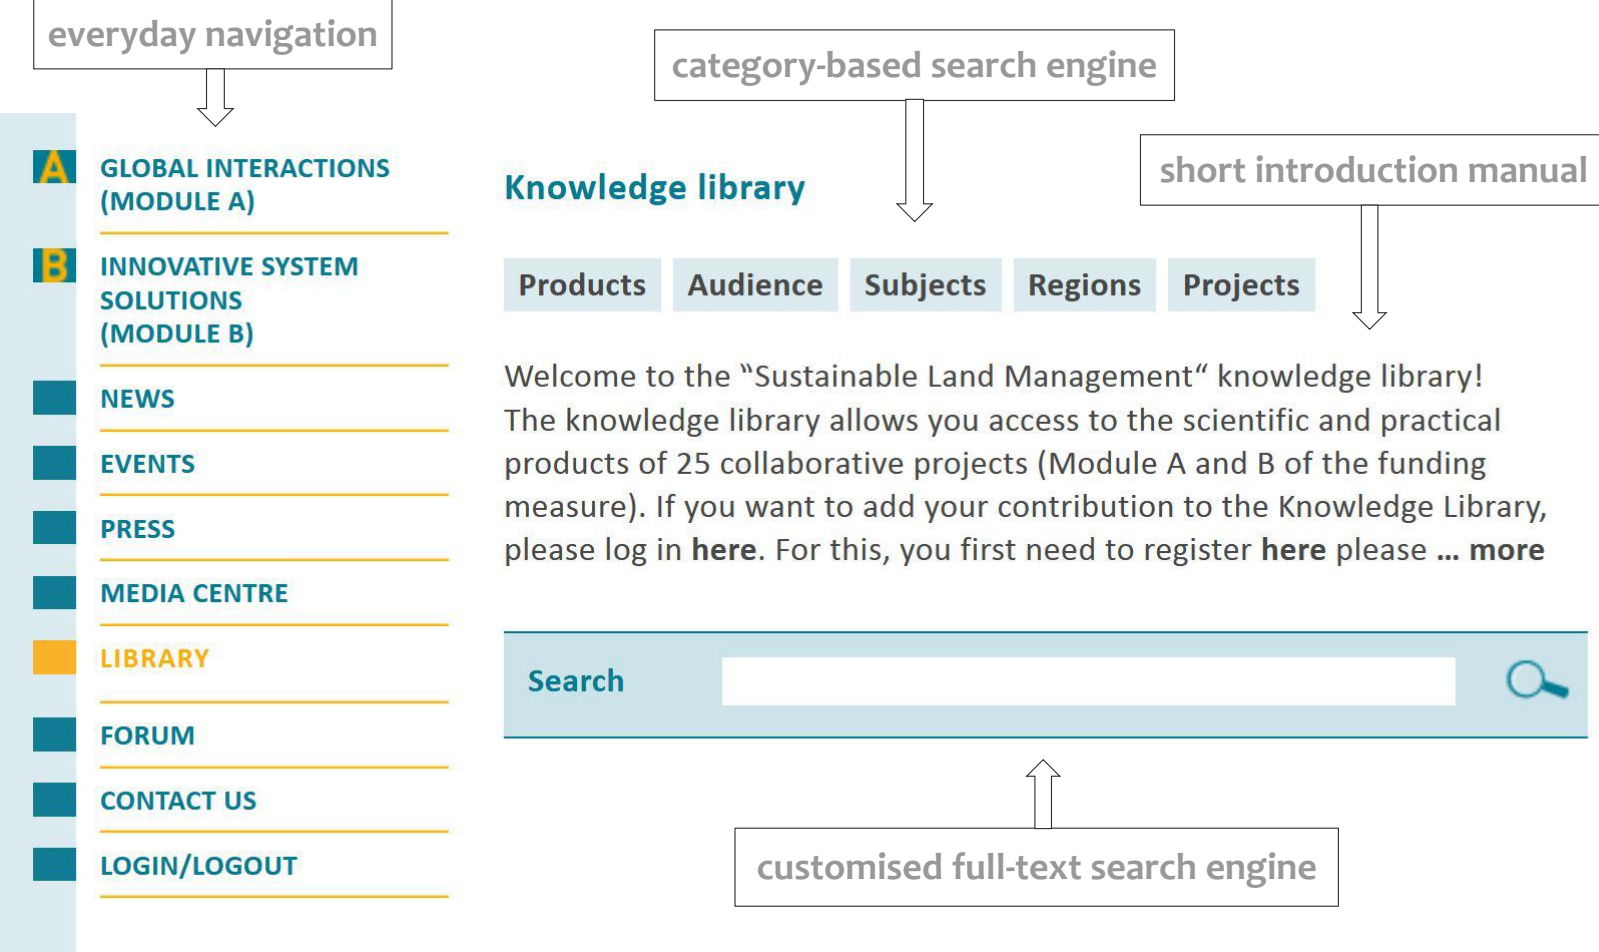 everyday navigation
category-based search engine
short introduction manual
A
GLOBAL INTERACTIONS
(MODULE A)
B
INNOVATIVE SYSTEM
SOLUTIONS
(MODULE B)
NEWS
EVENTS
PRESS
MEDIA CENTRE
LIBRARY
FORUM
CONTACT US
LOGIN/LOGOUT
Knowledge library
Products Audience Subjects Regions Projects
Welcome to the "Sustainable Land Management“ knowledge library!
The knowledge library allows you access to the scientific and practical
products of 25 collaborative projects (Module A and B of the funding
measure). If you want to add your contribution to the Knowledge Library,
please log in here. For this, you first need to register here please ... more
Search
customised full-text search engine